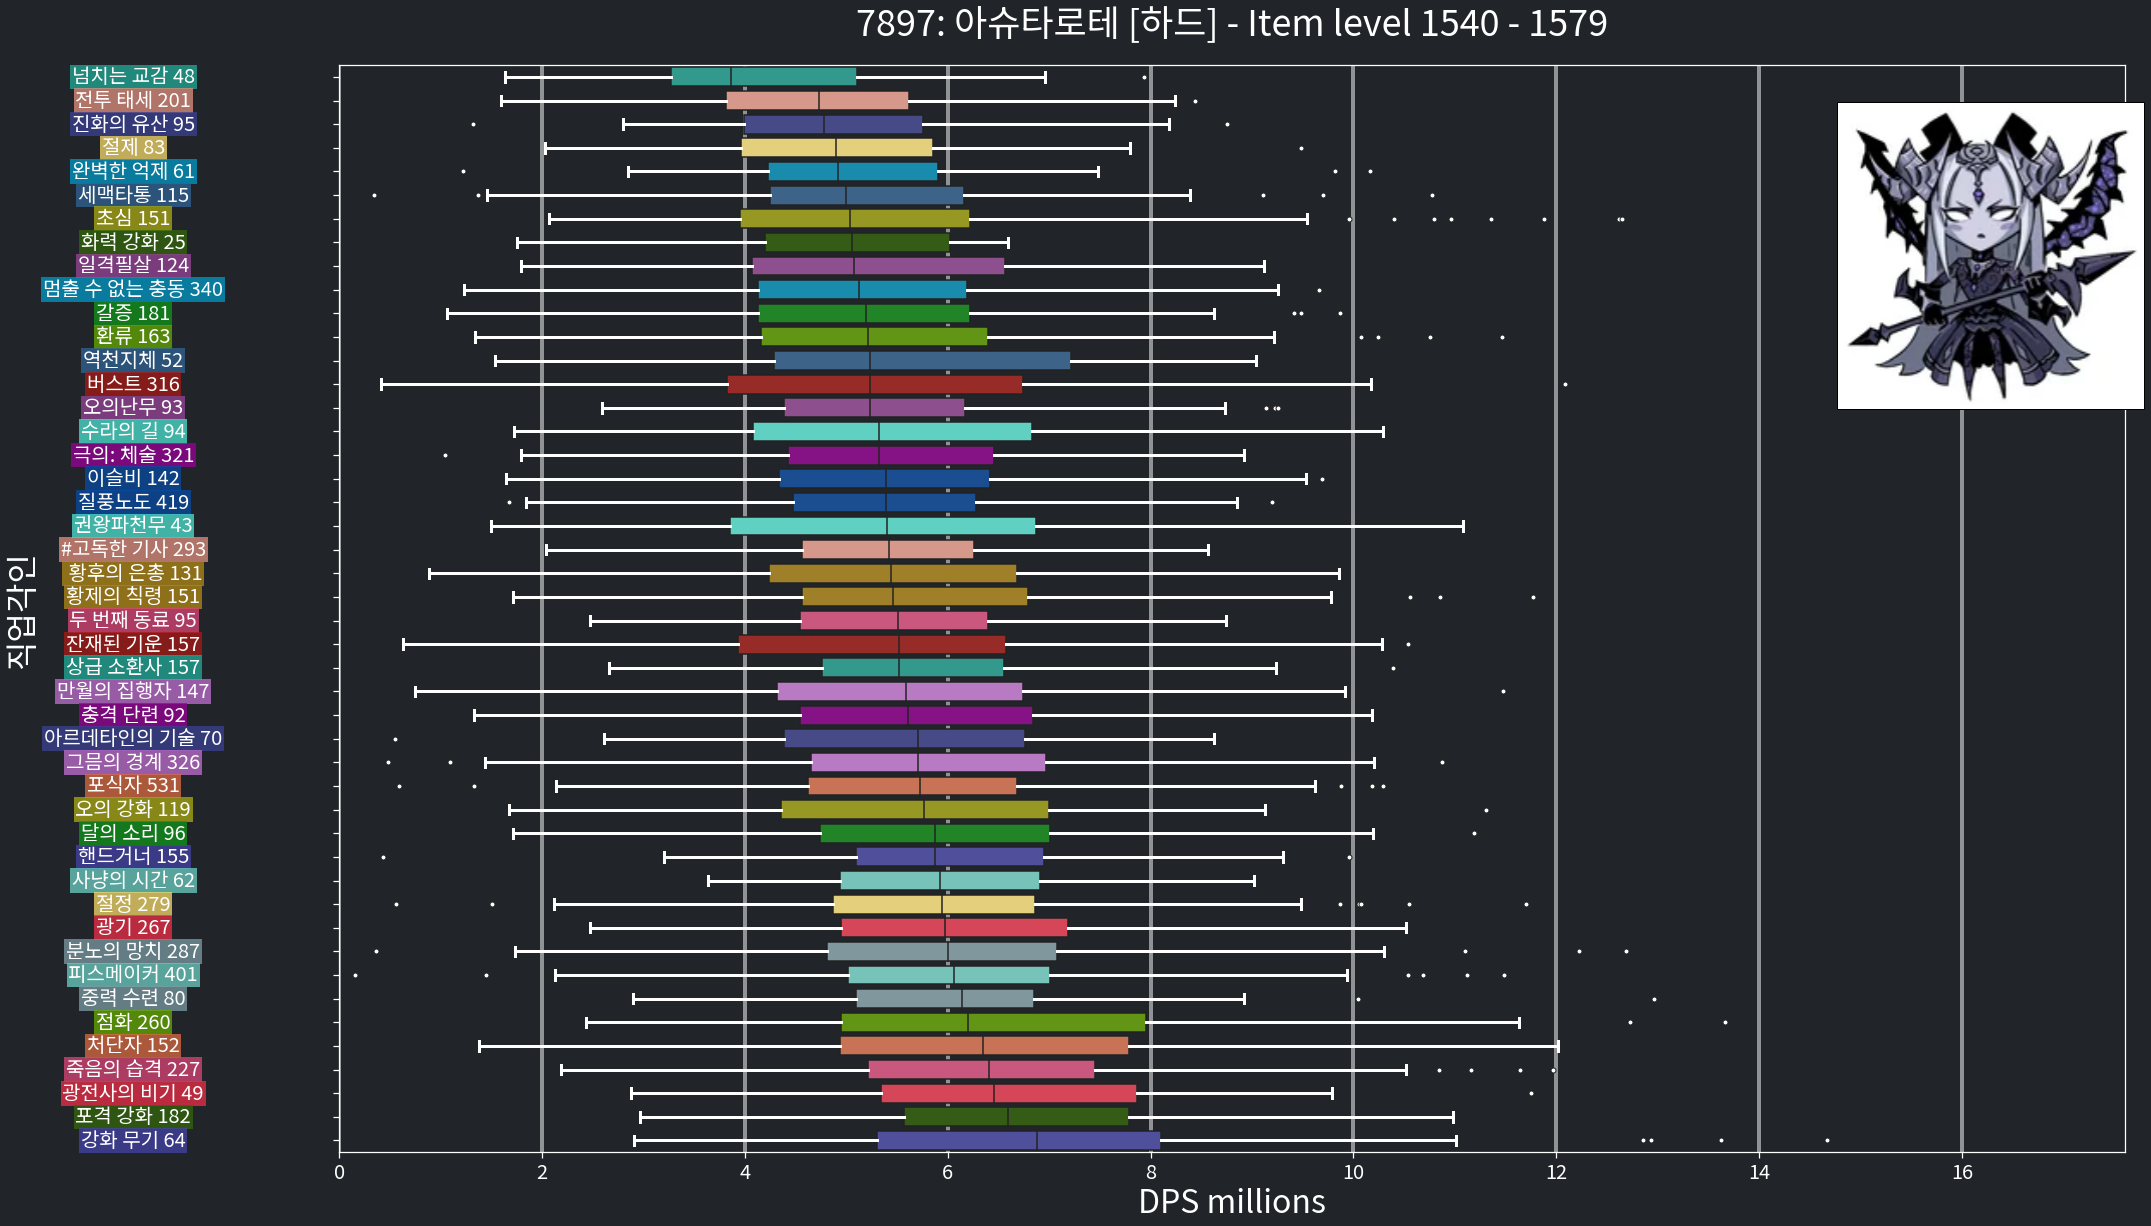 7897: 아슈타로테 [하드] - Item level 1540 - 1579
넘치는 교감 48
전투 태세 201
진화의 유산 95
절제 83
완벽한 억제 61
세맥타통 115
초심 151
화력 강화 25
일격필살 124
멈출 수 없는 충동 340
갈증 181
환류 163
역천지체 52
버스트 316
오의난무 93
수라의 길 94
극의: 체술 321
이슬비 142
질풍노도 419
권왕파천무 43
#고독한 기사 293
황후의 은총 131
황제의 칙령 151
두 번째 동료 95
잔재된 기운 157
상급 소환사 157
만월의 집행자 147
충격 단련 92
아르데타인의 기술 70
그믐의 경계 326
포식자 531
오의 강화 119
달의 소리 96
핸드거너 155
사냥의 시간 62
절정 279
광기 267
분노의 망치 287
피스메이커 401
중력 수련 80
점화 260
처단자 152
죽음의 습격 227
광전사의 비기 49
포격 강화 182
강화 무기 64
직업각인
0 2 4 6 8 10 12 14 16
DPS millions